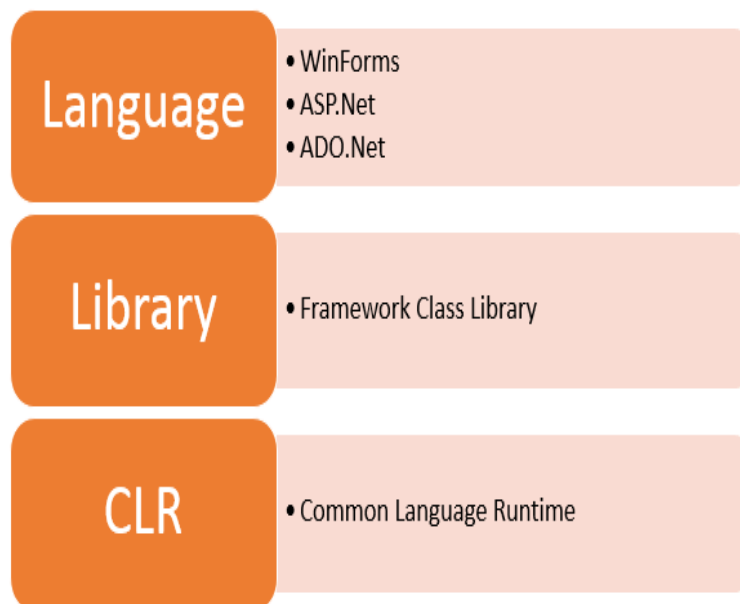 Language
• WinForms
• ASP.Net
• ADO.Net
Library
• Framework Class Library
CLR
• Common Language Runtime